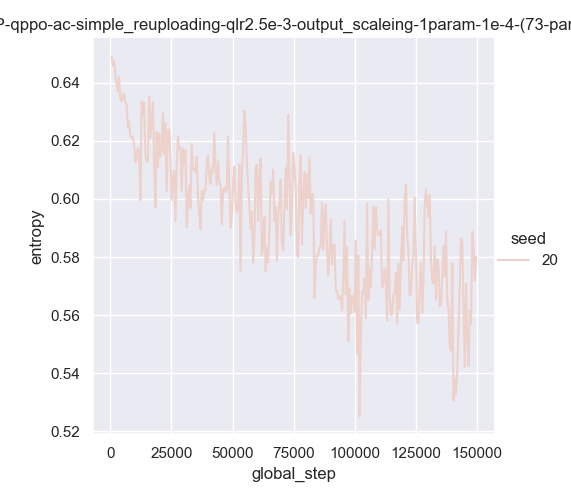 P-qppo-ac-simple_reuploading-qlr2.5e-3-output_scaleing-1param-1e-4-(73-par
0.64
0.62
0.60
0.58
0.56
0.54
0.52
entropy
0 25000 50000 75000 100000 125000 150000
global_step
seed
20